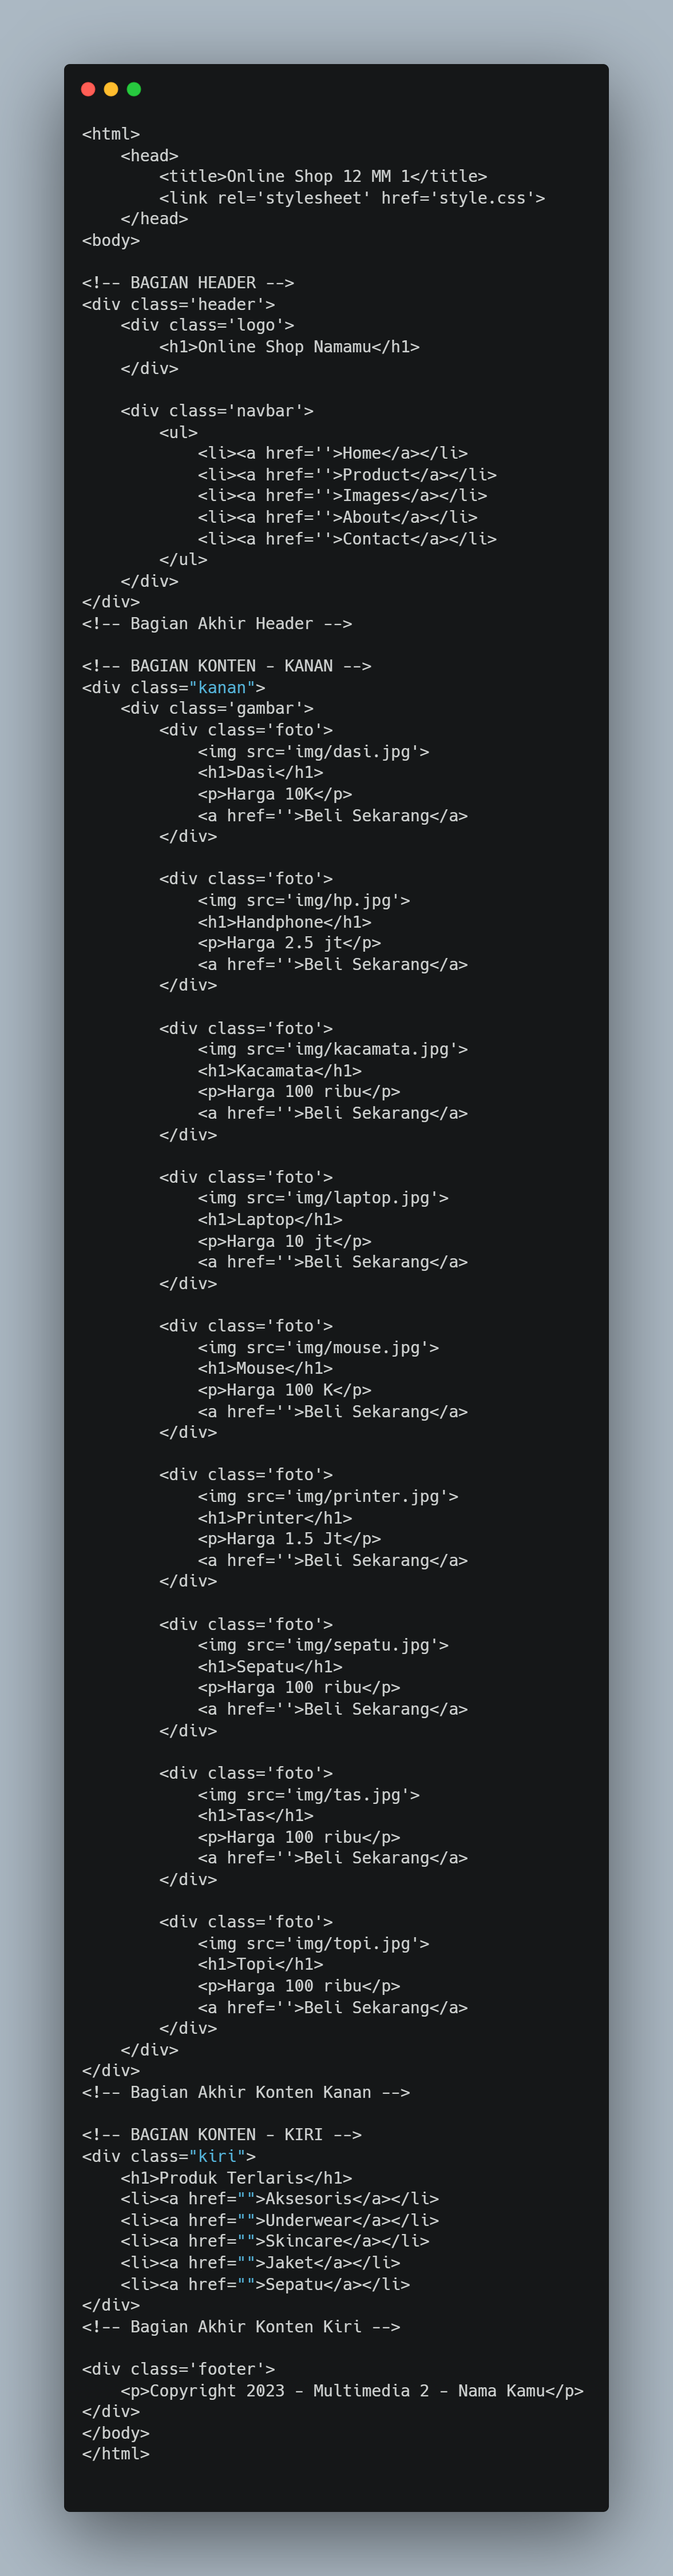 <html>
    <head>
        <title>Online Shop 12 MM 1</title>
        <link rel='stylesheet' href='style.css'>
    </head>
<body>

<!-- BAGIAN HEADER -->
<div class='header'>
    <div class='logo'>
        <h1>Online Shop Namamu</h1>
    </div>

    <div class='navbar'>
        <ul>
            <li><a href=''>Home</a></li>
            <li><a href=''>Product</a></li>
            <li><a href=''>Images</a></li>
            <li><a href=''>About</a></li>
            <li><a href=''>Contact</a></li>
        </ul>
    </div>
</div>
<!-- Bagian Akhir Header -->

<!-- BAGIAN KONTEN - KANAN -->
<div class="kanan">
    <div class='gambar'>
        <div class='foto'>
            <img src='img/dasi.jpg'>
            <h1>Dasi</h1>
            <p>Harga 10K</p>
            <a href=''>Beli Sekarang</a>
        </div>

        <div class='foto'>
            <img src='img/hp.jpg'>
            <h1>Handphone</h1>
            <p>Harga 2.5 jt</p>
            <a href=''>Beli Sekarang</a>
        </div>

        <div class='foto'>
            <img src='img/kacamata.jpg'>
            <h1>Kacamata</h1>
            <p>Harga 100 ribu</p>
            <a href=''>Beli Sekarang</a>
        </div>

        <div class='foto'>
            <img src='img/laptop.jpg'>
            <h1>Laptop</h1>
            <p>Harga 10 jt</p>
            <a href=''>Beli Sekarang</a>
        </div>

        <div class='foto'>
            <img src='img/mouse.jpg'>
            <h1>Mouse</h1>
            <p>Harga 100 K</p>
            <a href=''>Beli Sekarang</a>
        </div>

        <div class='foto'>
            <img src='img/printer.jpg'>
            <h1>Printer</h1>
            <p>Harga 1.5 Jt</p>
            <a href=''>Beli Sekarang</a>
        </div>

        <div class='foto'>
            <img src='img/sepatu.jpg'>
            <h1>Sepatu</h1>
            <p>Harga 100 ribu</p>
            <a href=''>Beli Sekarang</a>
        </div>

        <div class='foto'>
            <img src='img/tas.jpg'>
            <h1>Tas</h1>
            <p>Harga 100 ribu</p>
            <a href=''>Beli Sekarang</a>
        </div>

        <div class='foto'>
            <img src='img/topi.jpg'>
            <h1>Topi</h1>
            <p>Harga 100 ribu</p>
            <a href=''>Beli Sekarang</a>
        </div>
    </div>
</div>
<!-- Bagian Akhir Konten Kanan -->

<!-- BAGIAN KONTEN - KIRI -->
<div class="kiri">
    <h1>Produk Terlaris</h1>
    <li><a href="">Aksesoris</a></li>
    <li><a href="">Underwear</a></li>
    <li><a href="">Skincare</a></li>
    <li><a href="">Jaket</a></li>
    <li><a href="">Sepatu</a></li>
</div>
<!-- Bagian Akhir Konten Kiri -->

<div class='footer'>
    <p>Copyright 2023 - Multimedia 2 - Nama Kamu</p>
</div>
</body>
</html>